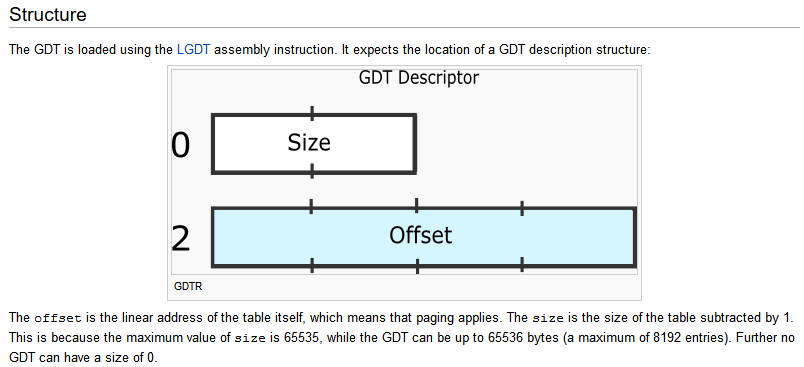 Structure
The GDT is loaded using the LGDT assembly instruction. It expects the location of a GDT description structure:
GDT Descriptor
0
Size
2
Offset
GDTR
The offset is the linear address of the table itself, which means that paging applies. The size is the size of the table subtracted by 1.
This is because the maximum value of size is 65535, while the GDT can be up to 65536 bytes (a maximum of 8192 entries). Further no
GDT can have a size of 0.